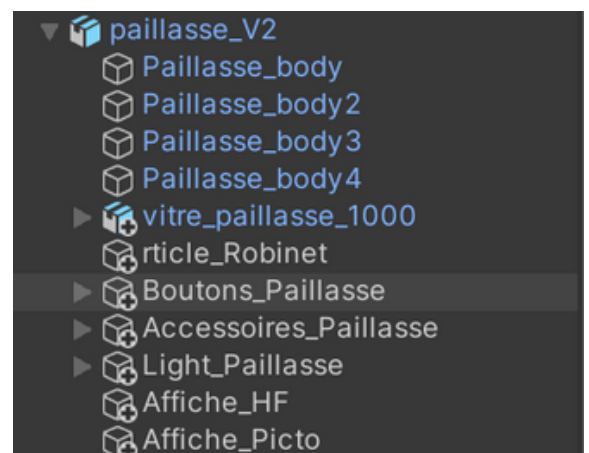 paillasse_V2
Paillasse_body
Paillasse_body2
Paillasse_body3
Paillasse_body4
vitre_paillasse_1000
rticle_Robinet
Boutons_Paillasse
Accessoires_Paillasse
Light_Paillasse
Affiche_HF
Affiche_Picto